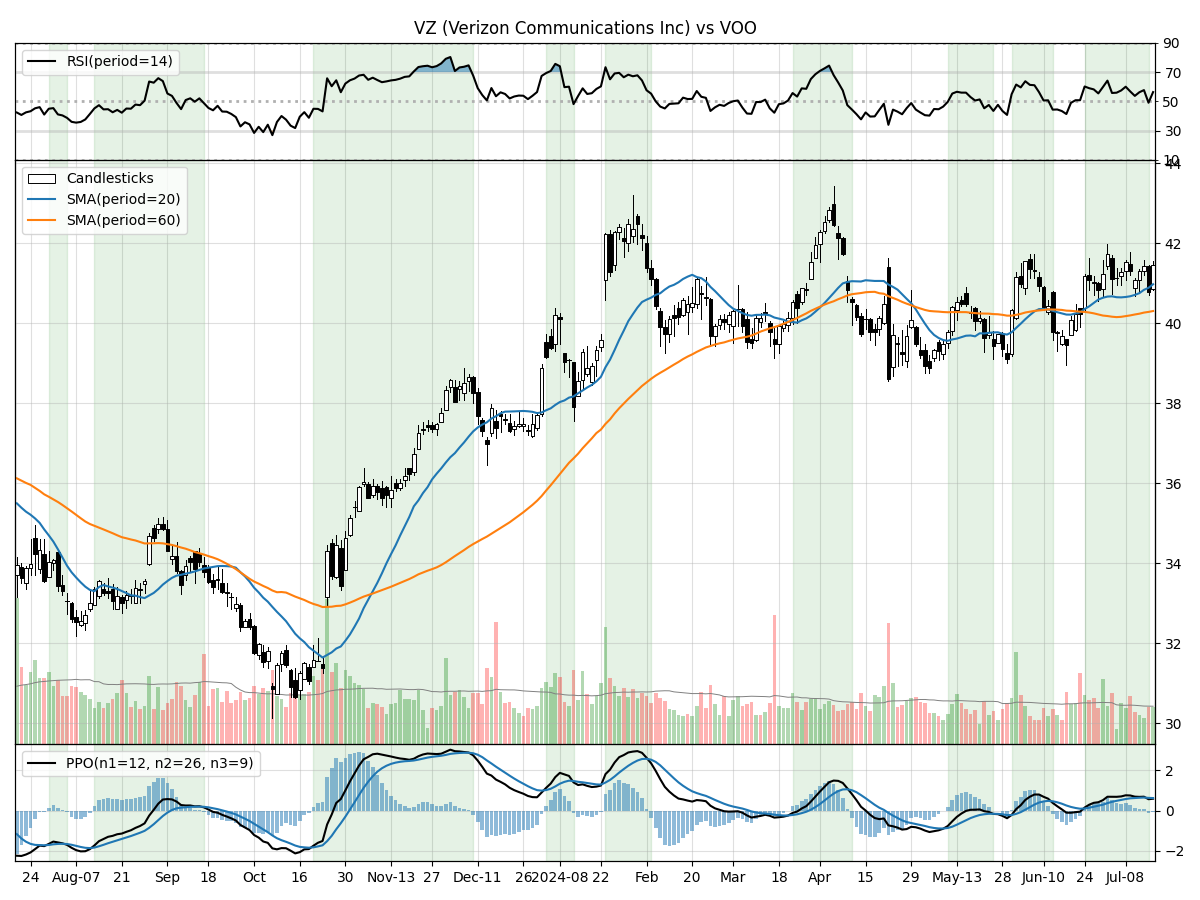 VZ (Verizon Communications Inc) vs VOO
RSI(period=14)
90
70
50
30
10
Candlesticks
SMA(period=20)
SMA(period=60)
44
42
40
38
36
34
32
30
PPO(n1=12, n2=26, n3=9)
2
0
−2
24 Aug-07 21 Sep 18 Oct 16 30 Nov-13 27 Dec-11 26 2024-08 22 Feb 20 Mar 18 Apr 15 29 May-13 28 Jun-10 24 Jul-08